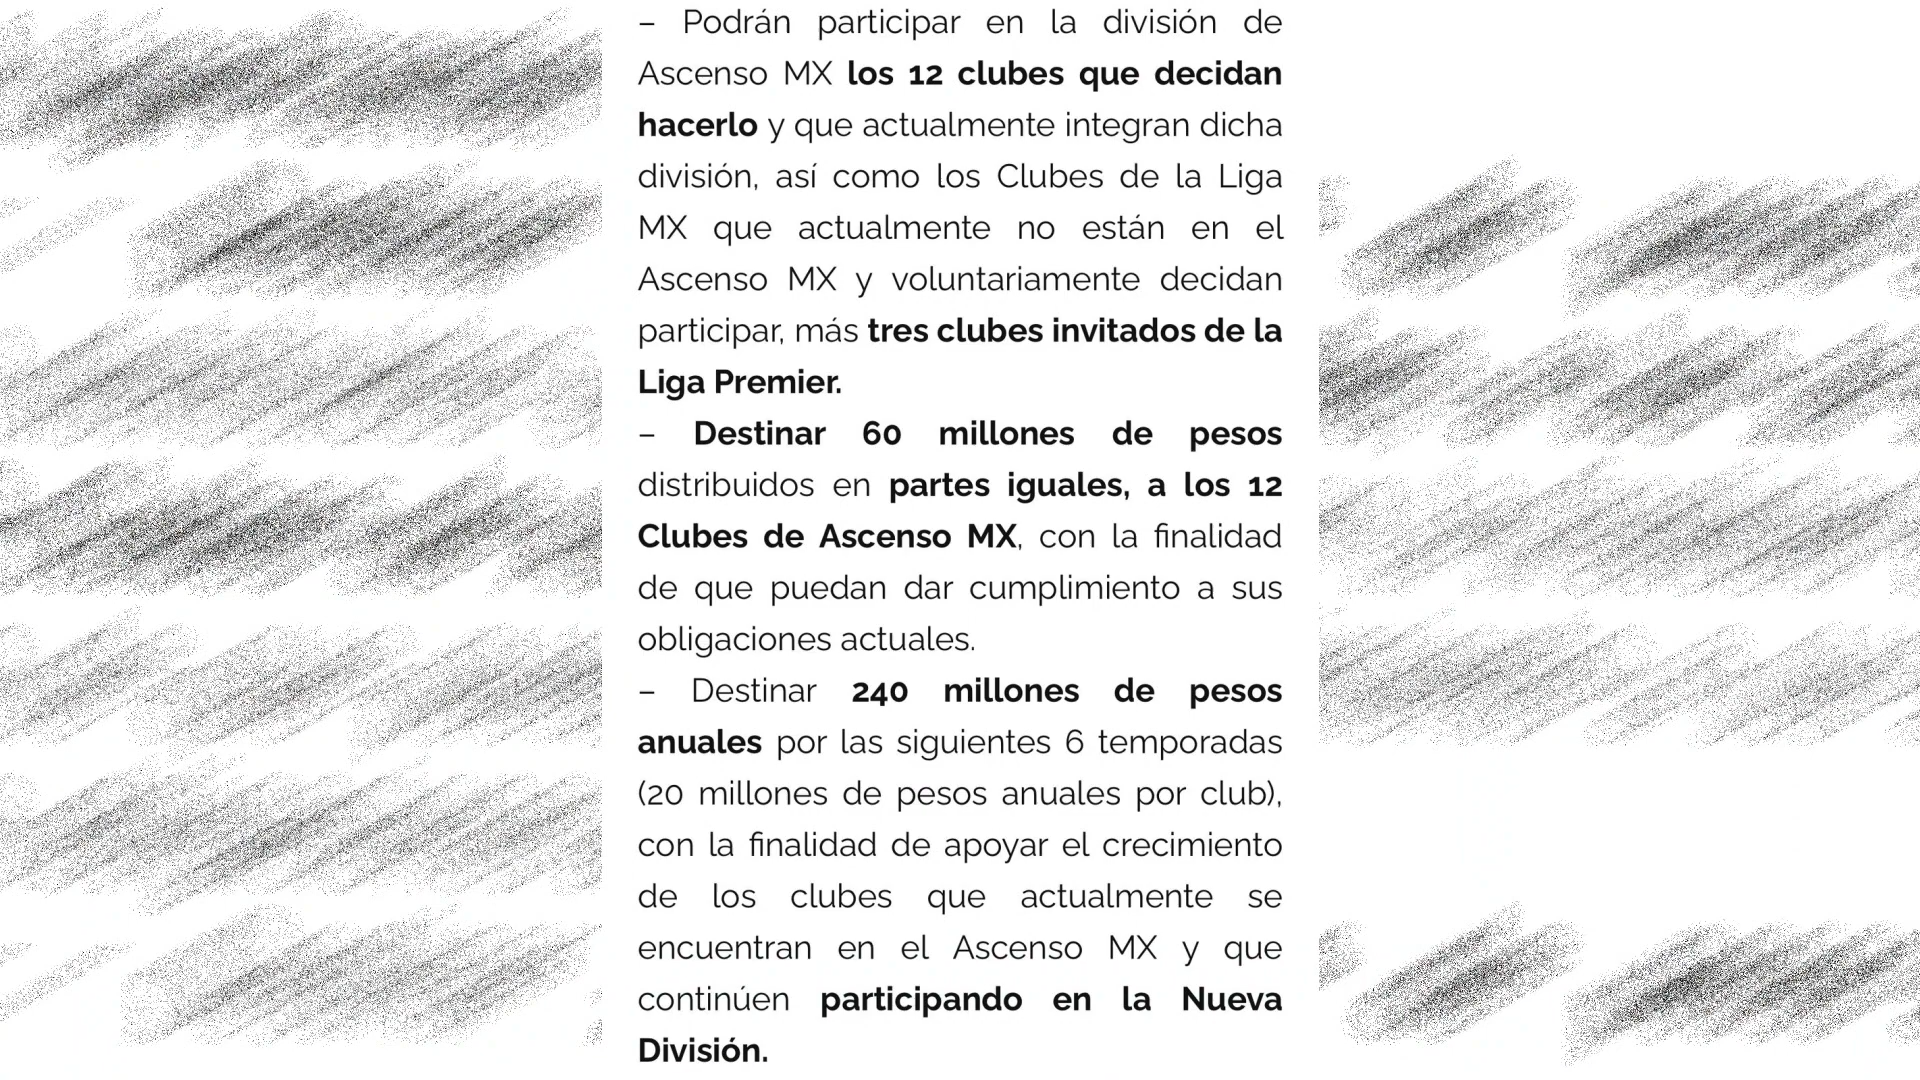 – Podrán participar en la división de
Ascenso MX los 12 clubes que decidan
hacerlo y que actualmente integran dicha
división, así como los Clubes de la Liga
MX que actualmente no están en el
Ascenso MX y voluntariamente decidan
participar, más tres clubes invitados de la
Liga Premier.
– Destinar 60 millones de pesos
distribuidos en partes iguales, a los 12
Clubes de Ascenso MX, con la finalidad
de que puedan dar cumplimiento a sus
obligaciones actuales.
– Destinar 240 millones de pesos
anuales por las siguientes 6 temporadas
(20 millones de pesos anuales por club),
con la finalidad de apoyar el crecimiento
de los clubes que actualmente se
encuentran en el Ascenso MX y que
continúen participando en la Nueva
División.